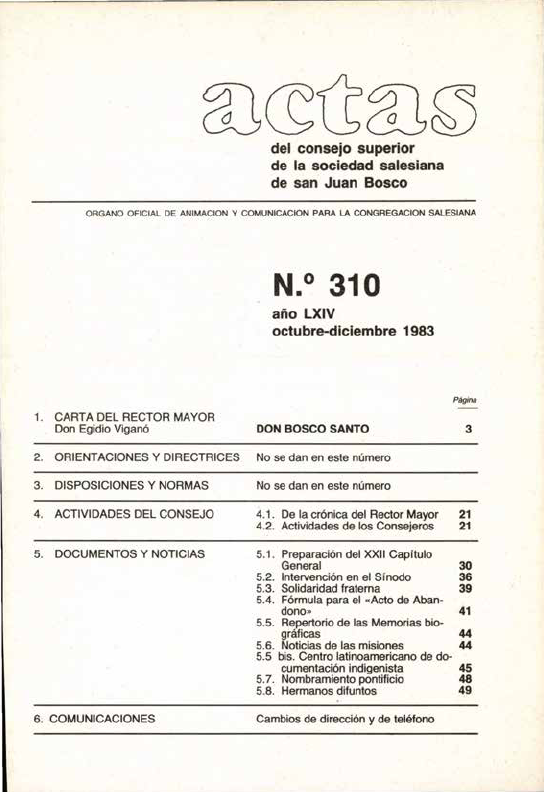 actas
del consejo superior
de la sociedad salesiana
de san Juan Bosco
ORGANO OFICIAL DE ANIMACION Y COMUNICACION PARA LA CONGREGACION SALESIANA
N.º 310
año LXIV
octubre-diciembre 1983
Página
1. CARTA DEL RECTOR MAYOR
Don Egidio Viganó DON BOSCO SANTO 3
2. ORIENTACIONES Y DIRECTRICES No se dan en este número
3. DISPOSICIONES Y NORMAS No se dan en este número
4. ACTIVIDADES DEL CONSEJO 4.1. De la crónica del Rector Mayor 21
4.2. Actividades de los Consejeros 21
5. DOCUMENTOS Y NOTICIAS 5.1. Preparación del XXII Capítulo
General 30
5.2. Intervención en el Sínodo 36
5.3. Solidaridad fraterna 39
5.4. Fórmula para el «Acto de Aban-
dono» 41
5.5. Repertorio de las Memorias bio-
gráficas 44
5.6. Noticias de las misiones 44
5.5 bis. Centro latinoamericano de do-
cumentación indigenista 45
5.7. Nombramiento pontificio 48
5.8. Hermanos difuntos 49
6. COMUNICACIONES Cambios de dirección y de teléfono